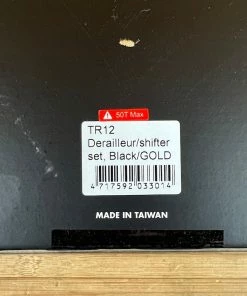 50T Max
TR12
Derailleur/shifter
set, Black/GOLD
4 717592 033014
MADE IN TAIWAN